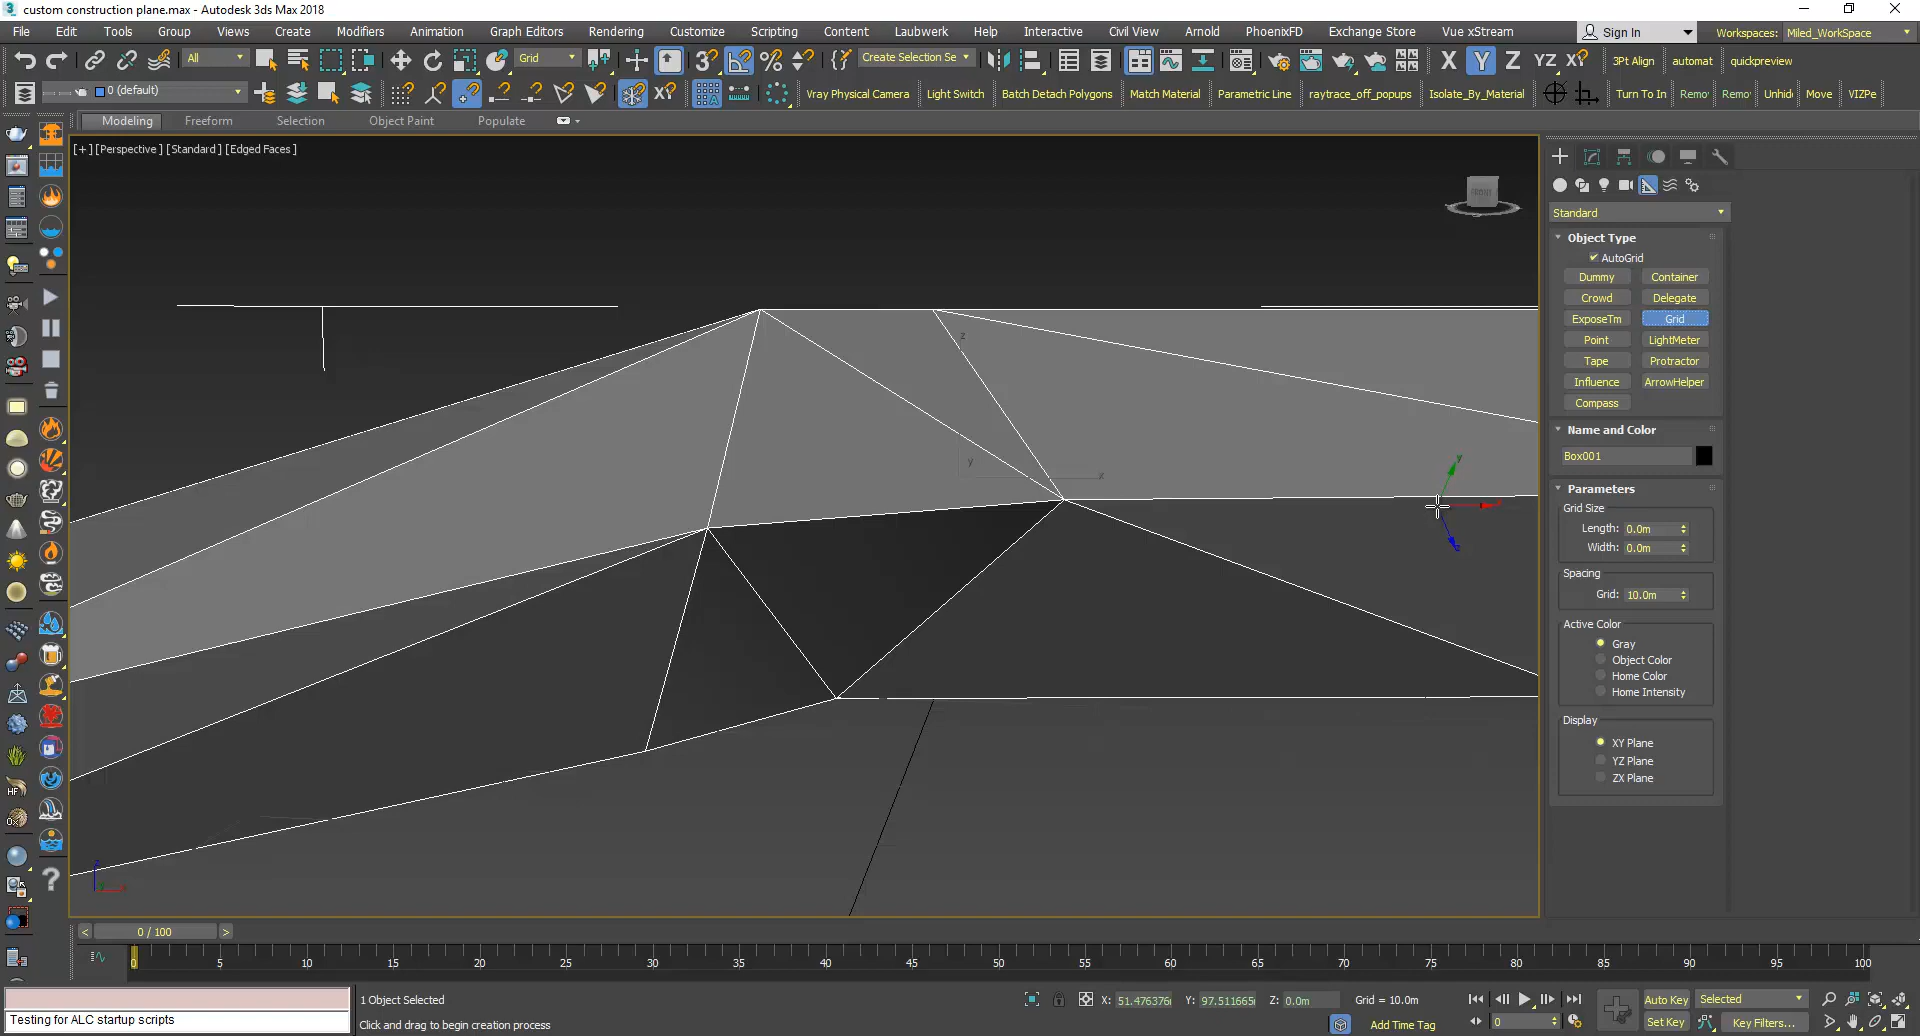 custom construction plane.max - Autodesk 3ds Max 2018
File Edit Tools Group Views Create Modifiers Animation Graph Editors Rendering Customize Scripting Content Laubwerk Help Interactive Civil View Arnold PhoenixFD Exchange Store Vue xStream Sign In Workspaces: Miled_WorkSpace
All Grid 3 Create Selection Se X Y Z YZ XY 3Pt Align automat quickpreview
0 (default) Vray Physical Camera Light Switch Batch Detach Polygons Match Material Parametric Line raytrace_off_popups Isolate_By_Material Turn To In Remo Remo Unhid Move VIZPe
Modeling Freeform Selection Object Paint Populate
[+] [Perspective ] [Standard ] [Edged Faces ]
FRONT
Standard
Object Type
AutoGrid
Dummy Container
Crowd Delegate
ExposeTm Grid
Point LightMeter
Tape Protractor
Influence ArrowHelper
Compass
Name and Color
Box001
Parameters
Grid Size
Length: 0.0m
Width: 0.0m
Spacing
Grid: 10.0m
Active Color
Gray
Object Color
Home Color
Home Intensity
Display
XY Plane
YZ Plane
ZX Plane
z
y
x
y
z
HF
?
z
< 0 / 100 >
0 5 10 15 20 25 30 35 40 45 50 55 60 65 70 75 80 85 90 95 100
1 Object Selected X: 51.476376 Y: 97.511665 Z: 0.0m Grid = 10.0m Auto Key Selected
Testing for ALC startup scripts Click and drag to begin creation process Add Time Tag 0 Set Key Key Filters...